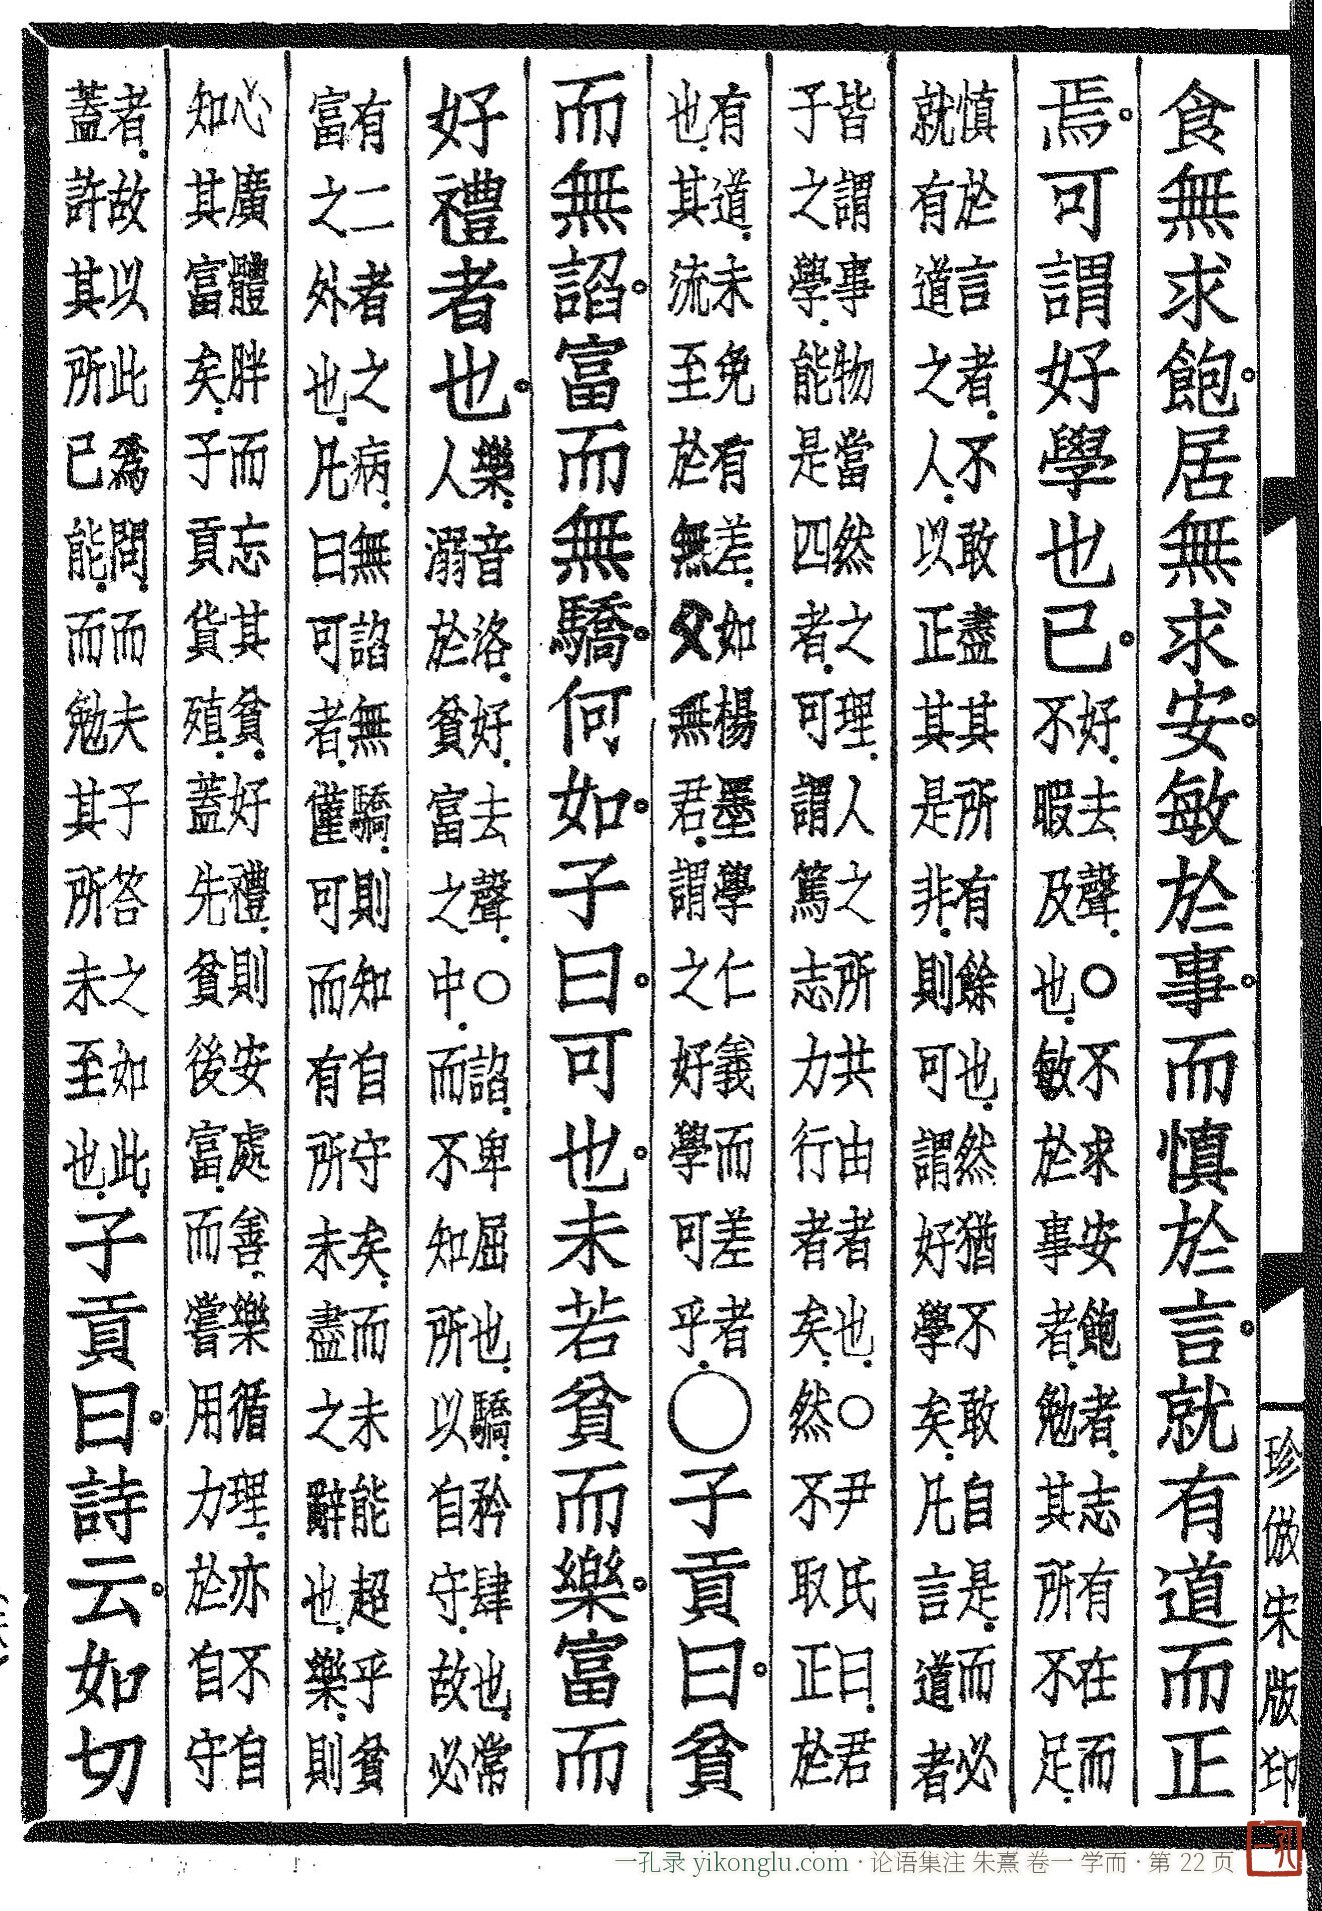 珍倣宋版印
食無求飽。居無求安。敏於事。而慎於言。就有道而正
焉。可謂好學也已。
好.去聲.○不求安飽者.志有在而
不暇及也.敏於事者.勉其所不足.
慎於言者.不敢盡其所有餘也.然猶不敢自是.而必
就有道之人.以正其是非.則可謂好學矣.凡言道者
皆謂事物當然之理.人之所共由者也.○尹氏曰.君
子之學.能是四者.可謂篤志力行者矣.然不取正於
有道.未免有差.如楊墨學仁義而差者
也.其流至於無父無君.謂之好學可乎.
◯子貢曰。貧
而無諂。富而無驕。何如。子曰。可也。未若貧而樂。富而
好禮者也。
樂.音洛.好.去聲.○諂.卑屈也.驕.矜肆也.常
人溺於貧富之中.而不知所以自守.故必
有二者之病.無諂無驕.則知自守矣.而未能超乎貧
富之外也.凡曰可者.僅可而有所未盡之辭也.樂.則
心廣體胖而忘其貧.好禮.則安處善.樂循理.亦不自
知其富矣.子貢貨殖.蓋先貧後富.而嘗用力於自守
者.故以此爲問.而夫子答之如此.
蓋許其所已能.而勉其所未至也.
子貢曰。詩云。如切
一孔录 yikonglu.com · 论语集注 朱熹 卷一 学而 · 第 22 页
一孔